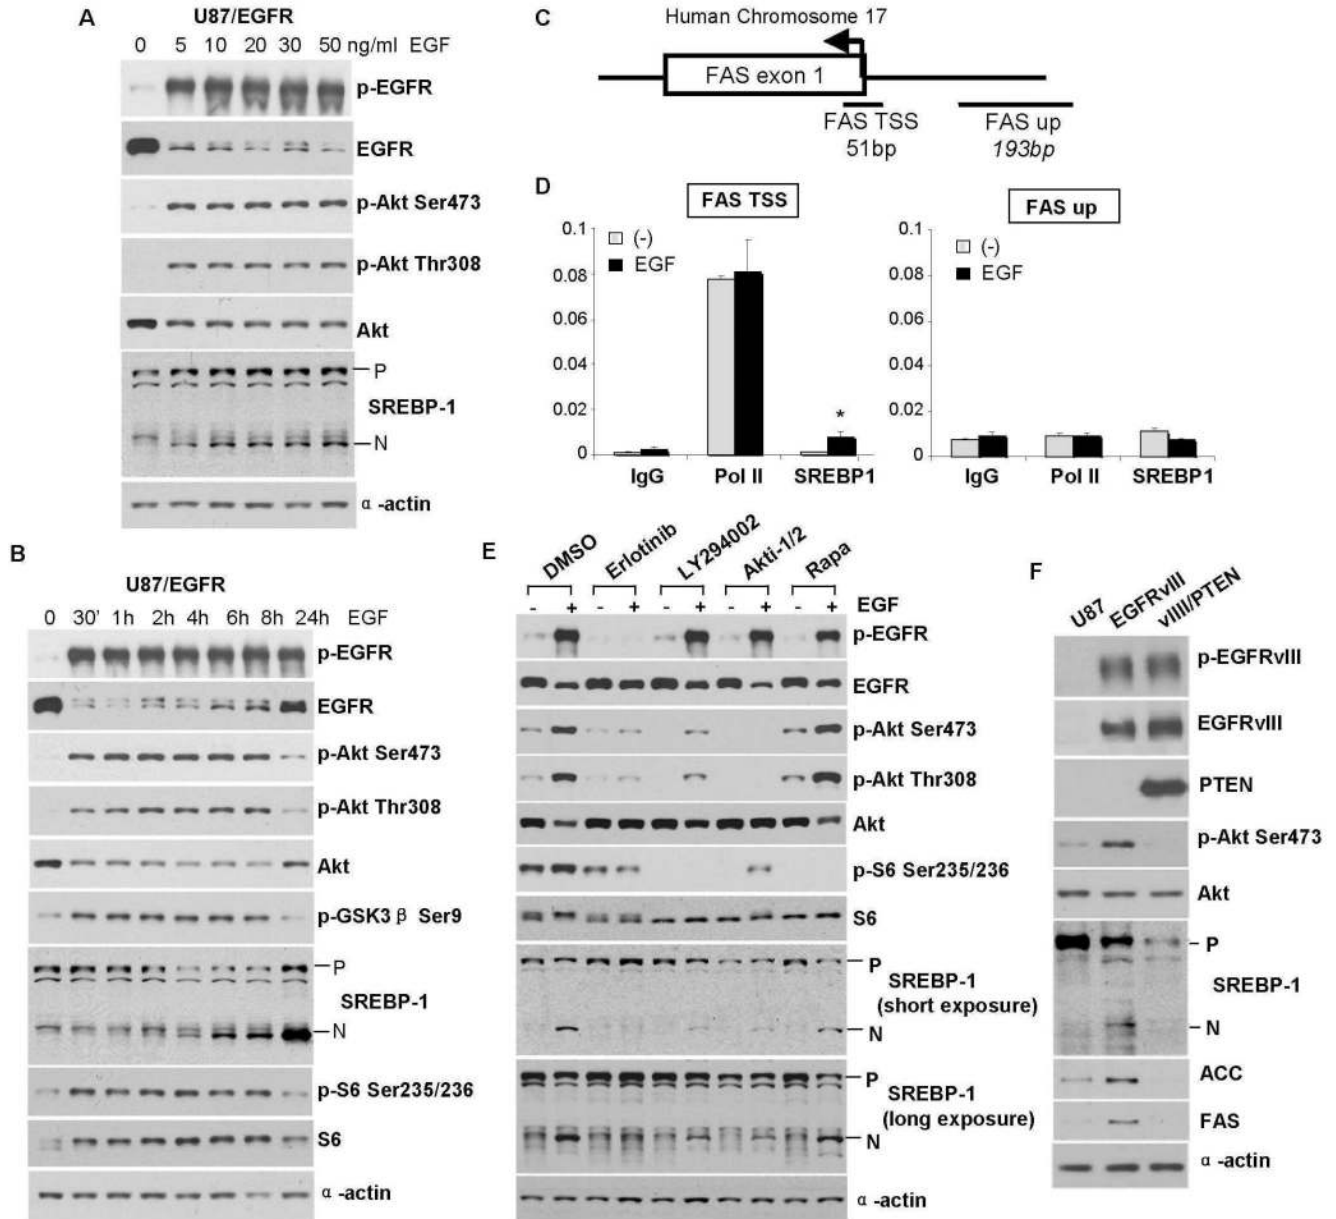 A
U87/EGFR
0 5 10 20 30 50 ng/ml EGF
p-EGFR
EGFR
p-Akt Ser473
p-Akt Thr308
Akt
P
SREBP-1
N
α-actin
B
U87/EGFR
0 30' 1h 2h 4h 6h 8h 24h EGF
p-EGFR
EGFR
p-Akt Ser473
p-Akt Thr308
Akt
p-GSK3 β Ser9
P
SREBP-1
N
p-S6 Ser235/236
S6
α-actin
C
Human Chromosome 17
FAS exon 1
FAS TSS
51bp
FAS up
193bp
D
FAS TSS
0.1
0.08
0.06
0.04
0.02
0
(-)
EGF
*
IgG Pol II SREBP1
FAS up
0.1
0.08
0.06
0.04
0.02
0
(-)
EGF
IgG Pol II SREBP1
E
DMSO Erlotinib LY294002 Akti-1/2 Rapa
- + - + - + - + - + EGF
p-EGFR
EGFR
p-Akt Ser473
p-Akt Thr308
Akt
p-S6 Ser235/236
S6
P
SREBP-1
(short exposure)
N
P
SREBP-1
(long exposure)
N
α-actin
F
U87 EGFRvIII vIIII/PTEN
p-EGFRvIII
EGFRvIII
PTEN
p-Akt Ser473
Akt
P
SREBP-1
N
ACC
FAS
α-actin